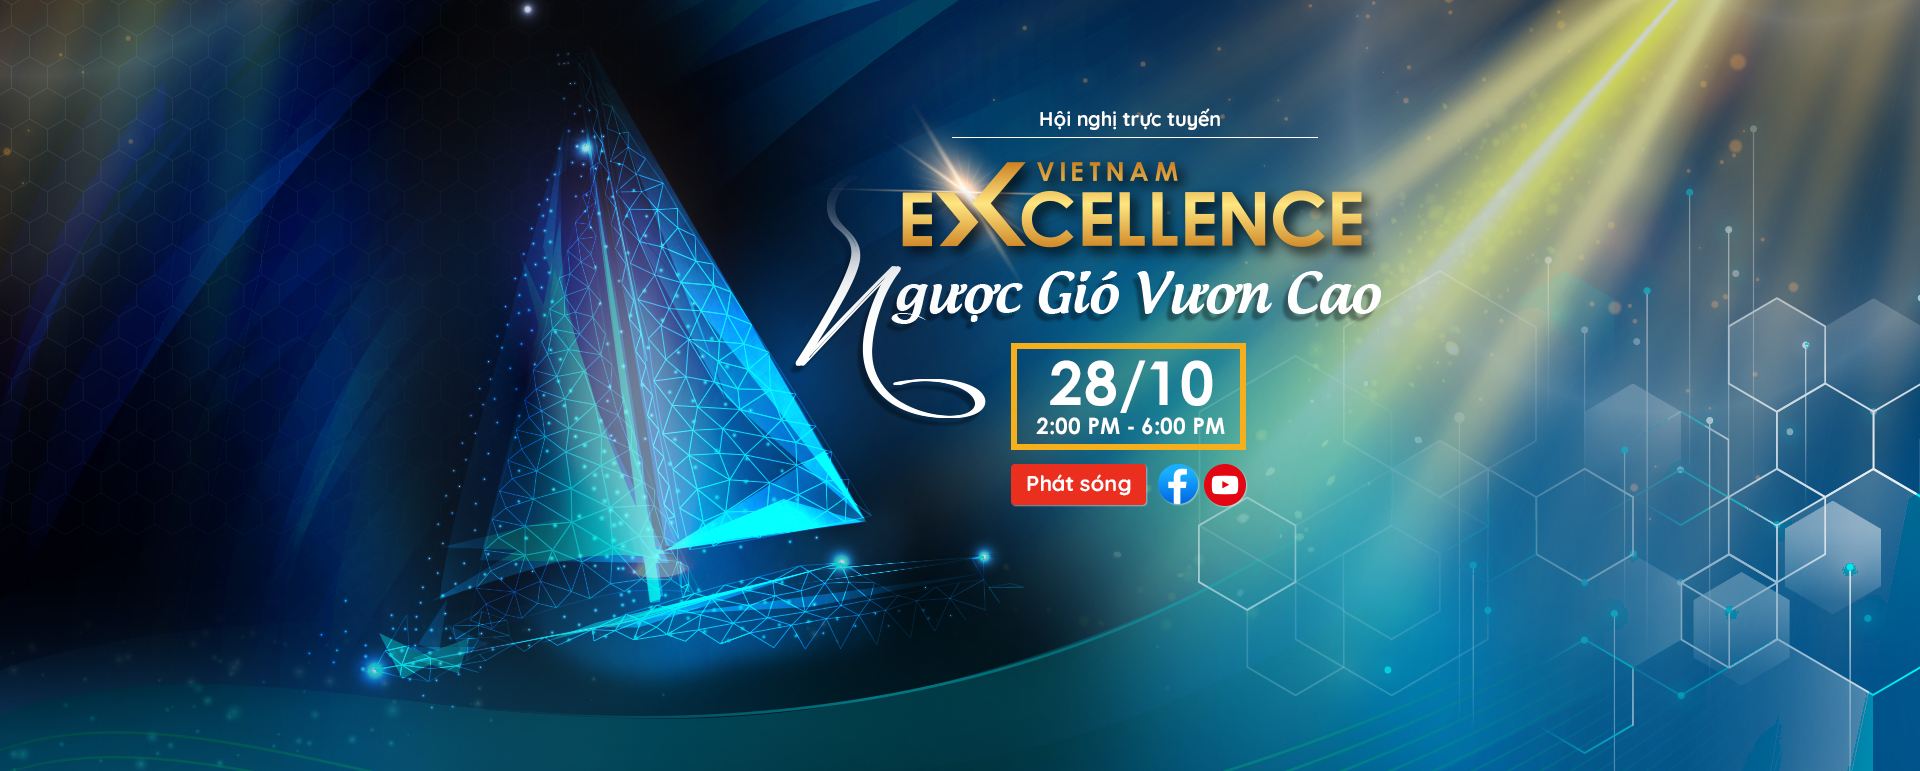 Hội nghị trực tuyến
VIETNAM
EXCELLENCE
Ngược Gió Vươn Cao
28/10
2:00 PM - 6:00 PM
Phát sóng